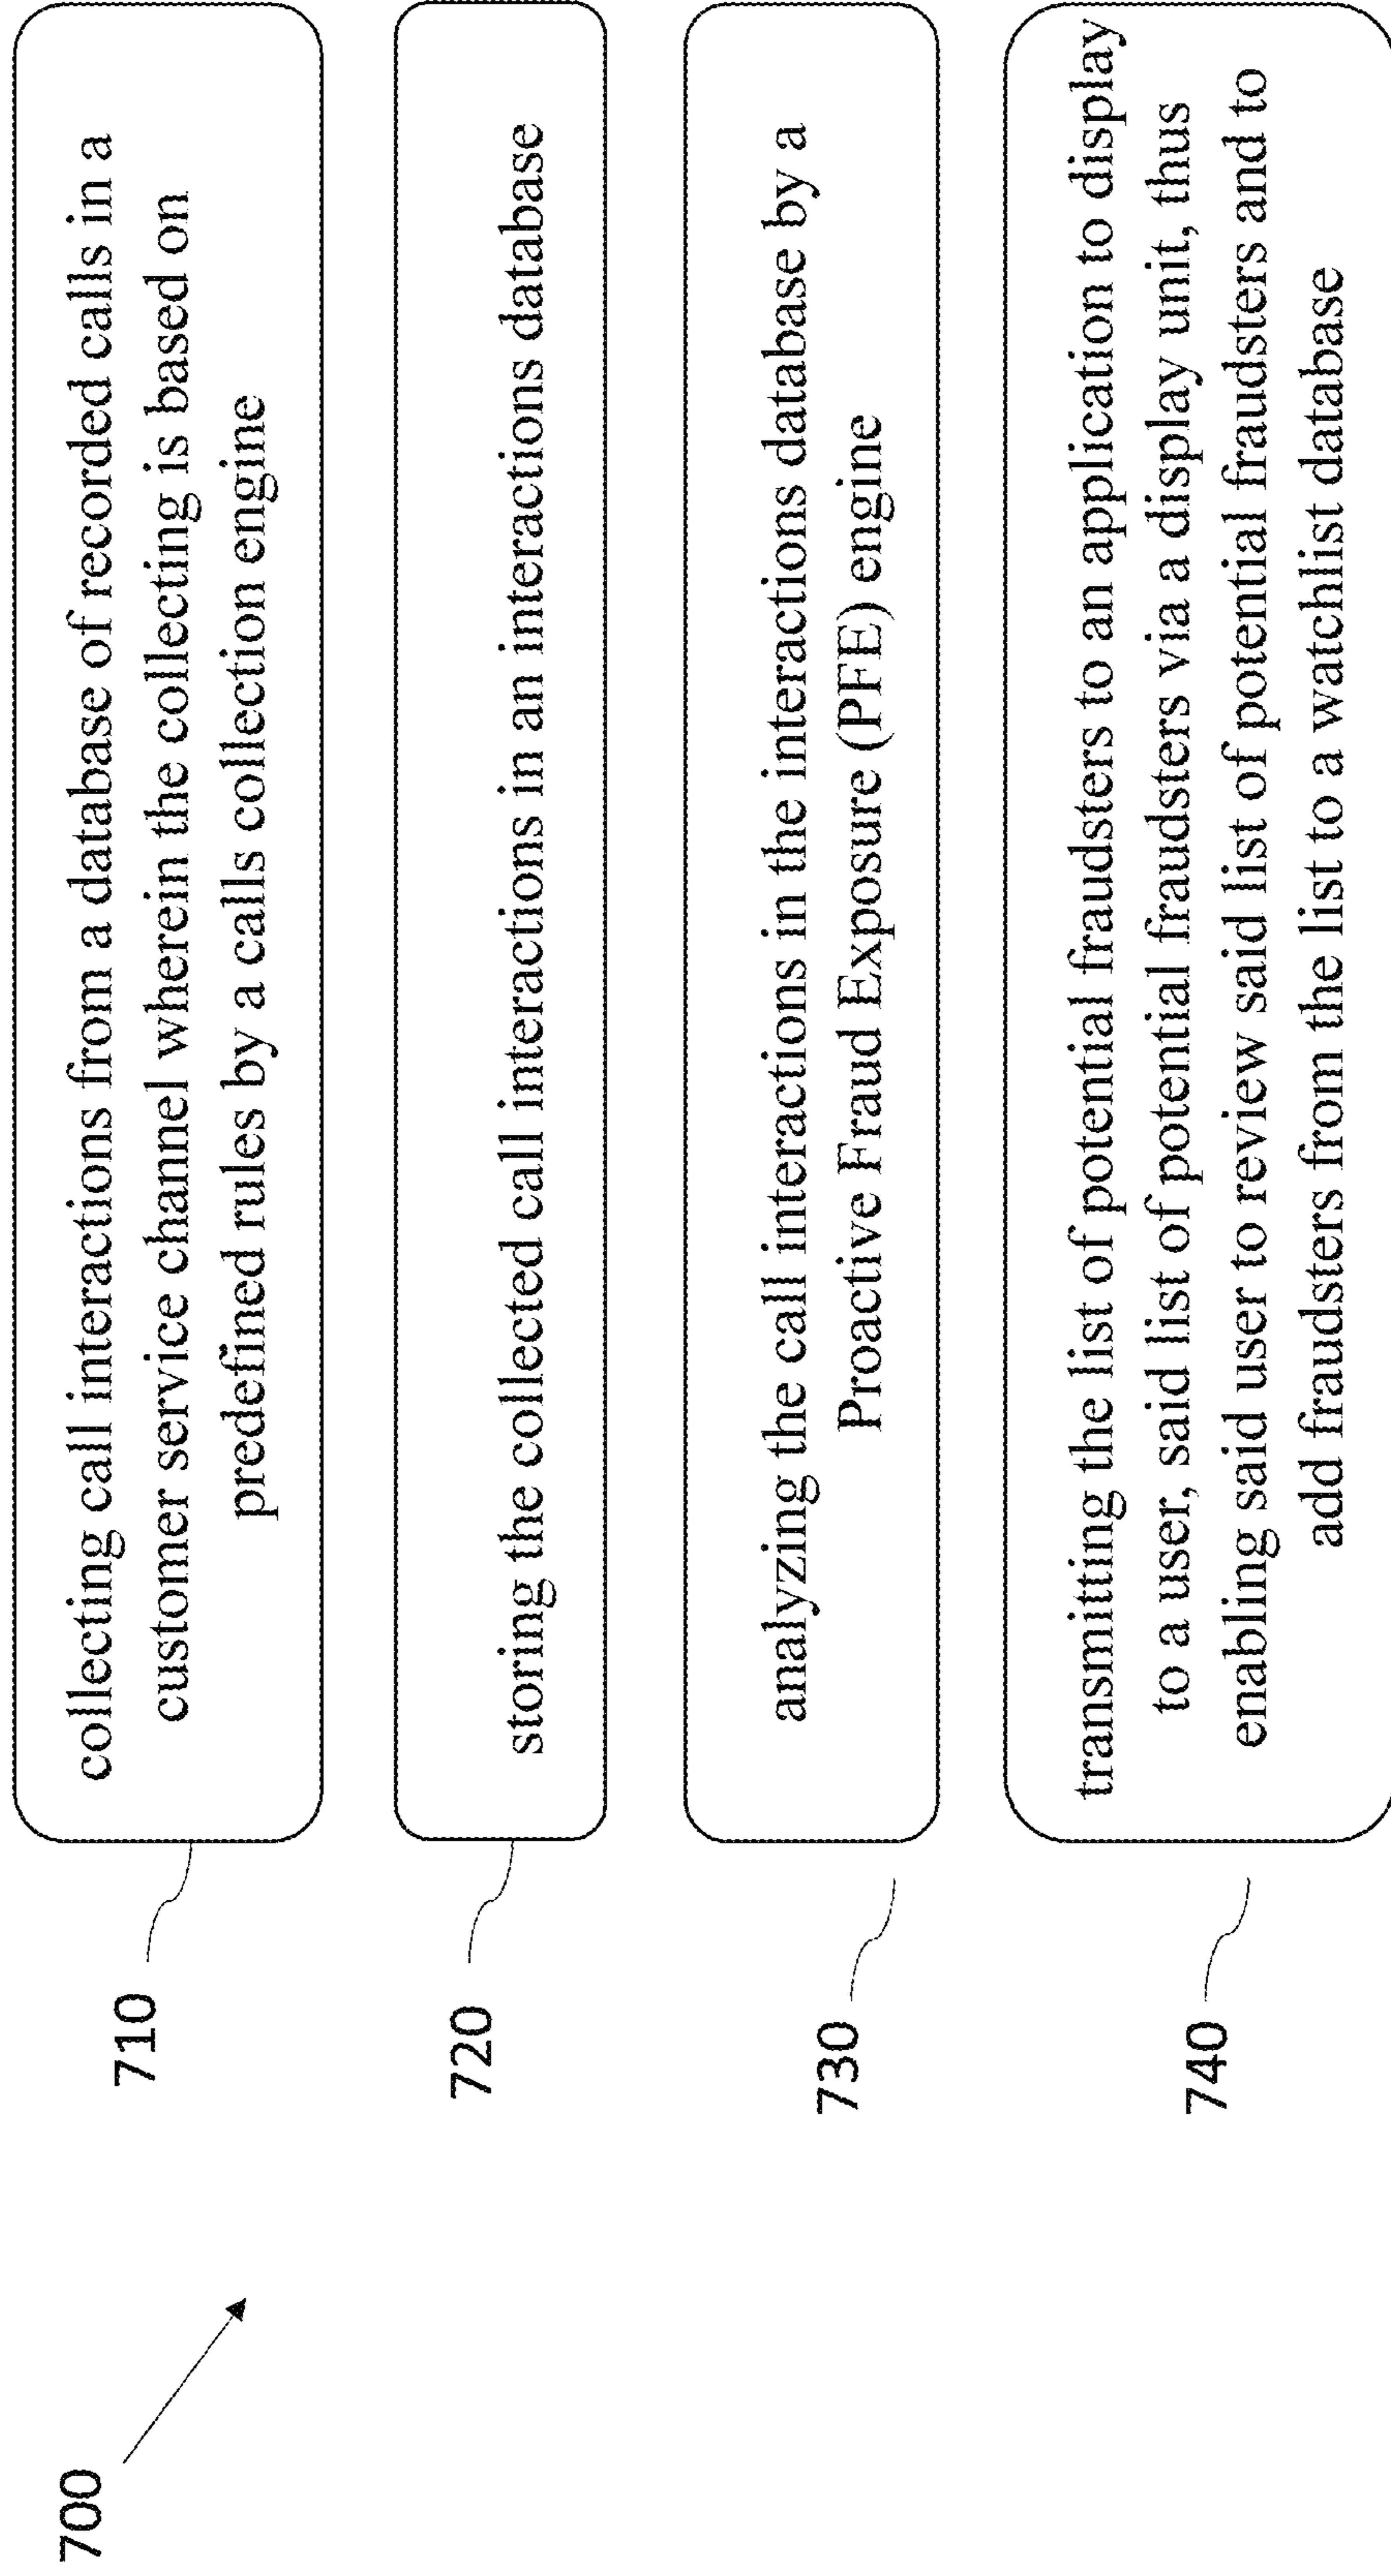 700
710
collecting call interactions from a database of recorded calls in a
customer service channel wherein the collecting is based on
predefined rules by a calls collection engine
720
storing the collected call interactions in an interactions database
730
analyzing the call interactions in the interactions database by a
Proactive Fraud Exposure (PFE) engine
740
transmitting the list of potential fraudsters to an application to display
to a user, said list of potential fraudsters via a display unit, thus
enabling said user to review said list of potential fraudsters and to
add fraudsters from the list to a watchlist database